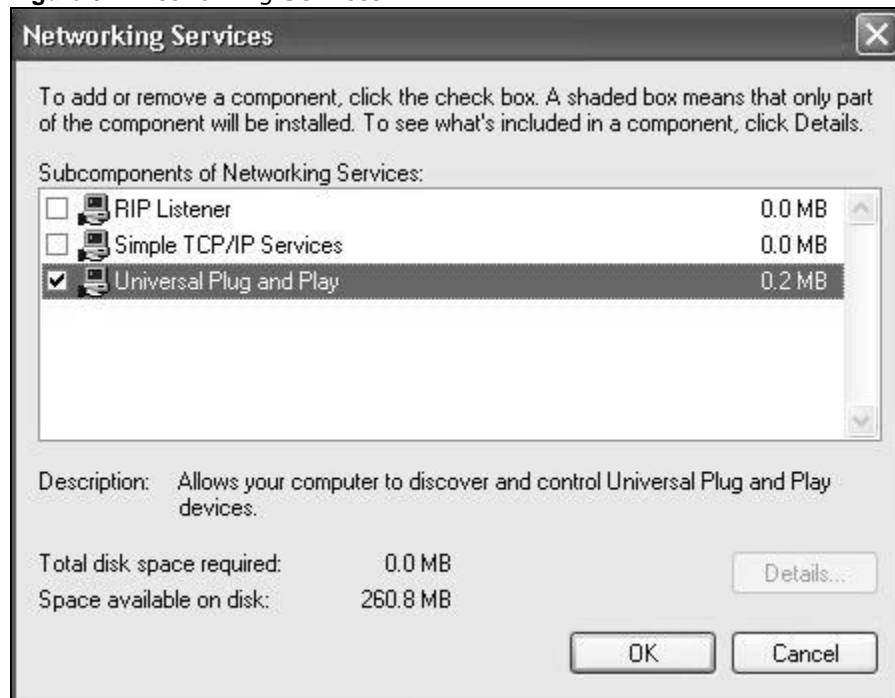 Networking Services
To add or remove a component, click the check box. A shaded box means that only part
of the component will be installed. To see what's included in a component, click Details.
Subcomponents of Networking Services:
RIP Listener 0.0 MB
Simple TCP/IP Services 0.0 MB
Universal Plug and Play 0.2 MB
Description: Allows your computer to discover and control Universal Plug and Play
devices.
Total disk space required: 0.0 MB
Space available on disk: 260.8 MB
Details...
OK Cancel